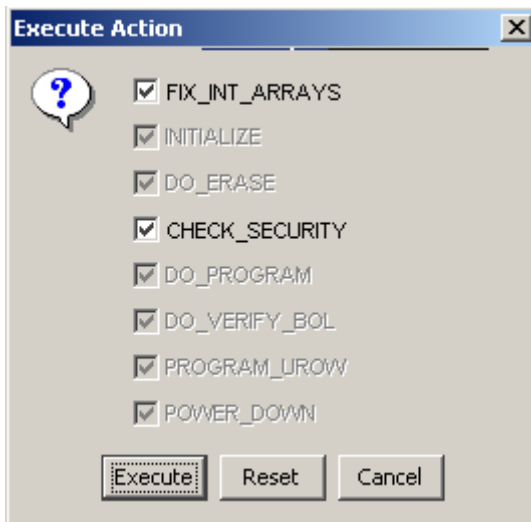 Execute Action
FIX_INT_ARRAYS
INITIALIZE
DO_ERASE
CHECK_SECURITY
DO_PROGRAM
DO_VERIFY_BOL
PROGRAM_UROW
POWER_DOWN
Execute Reset Cancel